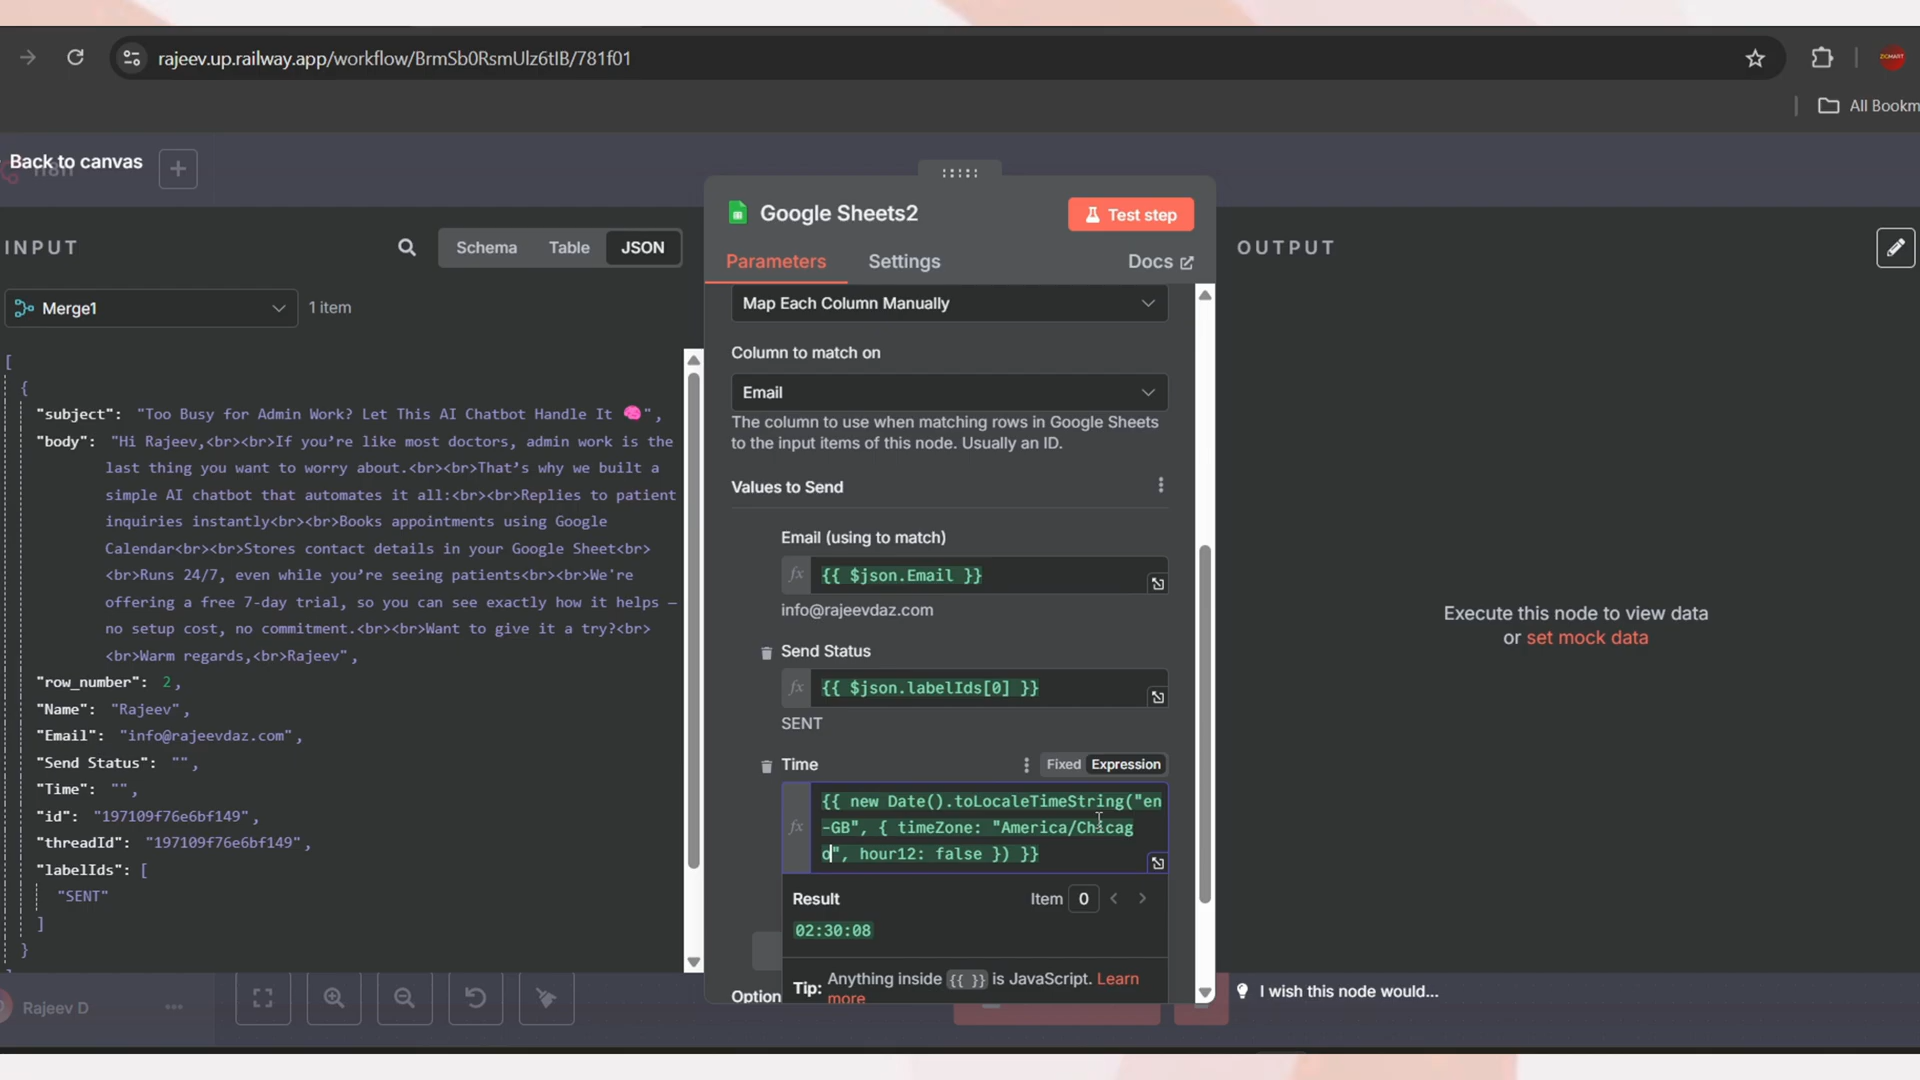 rajeev.up.railway.app/workflow/BrmSb0RsmUlz6tIB/781f01
All Bookm
Back to canvas
n8n
INPUT
Schema
Table
JSON
Merge1
1 item
[
{
"subject": "Too Busy for Admin Work? Let This AI Chatbot Handle It 🧠",
"body": "Hi Rajeev,<br><br>If you’re like most doctors, admin work is the
last thing you want to worry about.<br><br>That’s why we built a
simple AI chatbot that automates it all:<br><br>Replies to patient
inquiries instantly<br><br>Books appointments using Google
Calendar<br><br>Stores contact details in your Google Sheet<br>
<br>Runs 24/7, even while you’re seeing patients<br><br>We're
offering a free 7-day trial, so you can see exactly how it helps —
no setup cost, no commitment.<br><br>Want to give it a try?<br>
<br>Warm regards,<br>Rajeev",
"row_number": 2,
"Name": "Rajeev",
"Email": "info@rajeevdaz.com",
"Send Status": "",
"Time": "",
"id": "197109f76e6bf149",
"threadId": "197109f76e6bf149",
"labelIds": [
"SENT"
]
}
Rajeev D
Google Sheets2
Test step
Parameters
Settings
Docs
Map Each Column Manually
Column to match on
Email
The column to use when matching rows in Google Sheets
to the input items of this node. Usually an ID.
Values to Send
Email (using to match)
fx {{ $json.Email }}
info@rajeevdaz.com
Send Status
fx {{ $json.labelIds[0] }}
SENT
Time
Fixed
Expression
fx {{ new Date().toLocaleTimeString("en
-GB", { timeZone: "America/Chicag
o", hour12: false }) }}
Result
Item 0
02:30:08
Tip: Anything inside {{ }} is JavaScript. Learn
more
Option
OUTPUT
Execute this node to view data
or set mock data
I wish this node would...